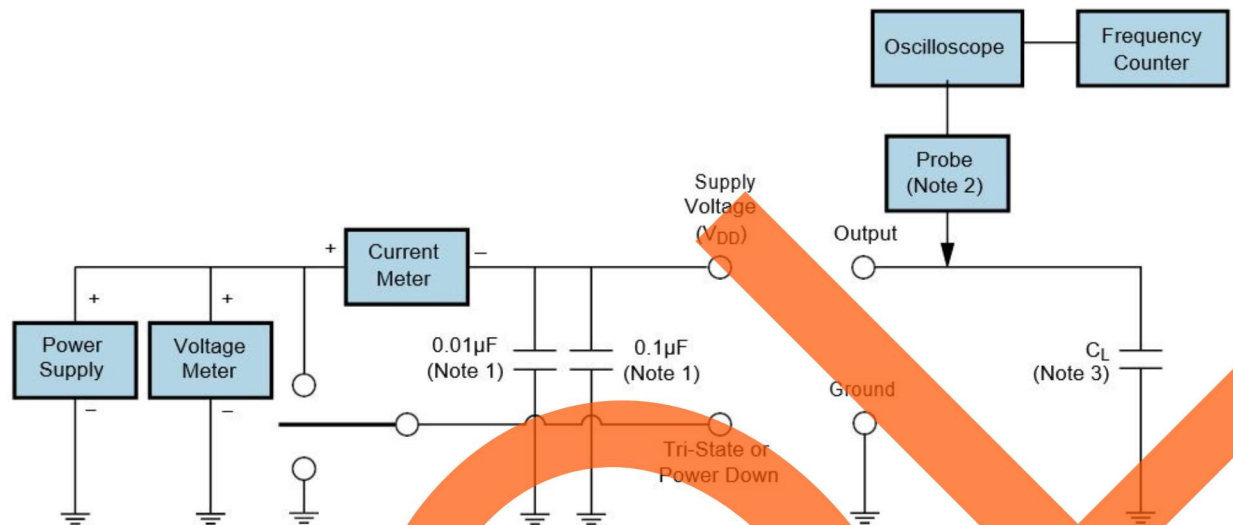 Oscilloscope
Frequency
Counter
Probe
(Note 2)
Supply
Voltage
(VDD)
Output
+
Current
Meter
–
+
+
Power
Supply
Voltage
Meter
0.01µF
(Note 1)
0.1µF
(Note 1)
CL
(Note 3)
–
–
Ground
Tri-State or
Power Down